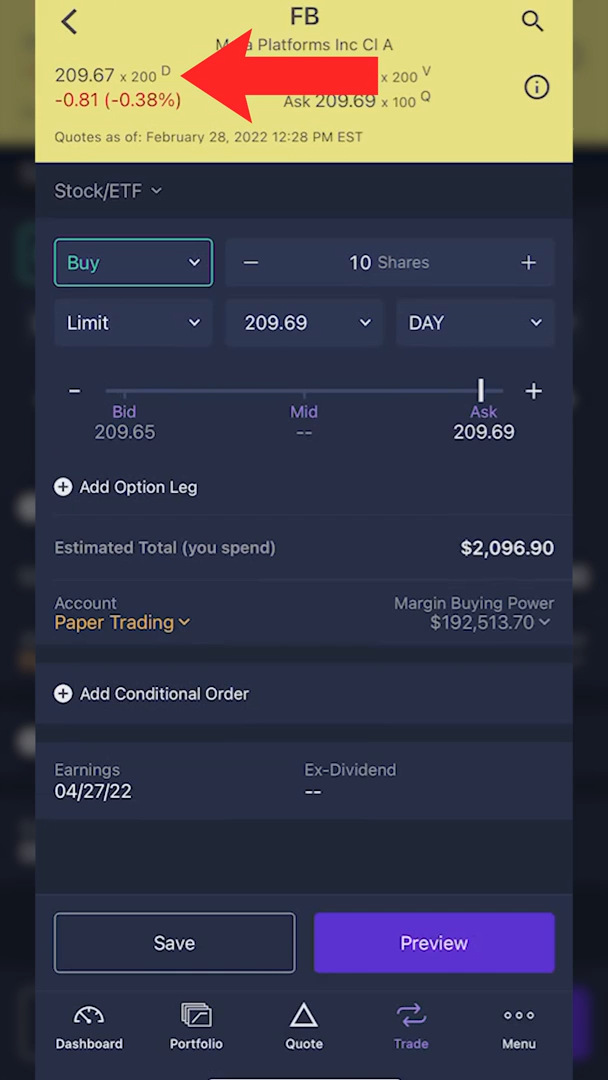 FB
Platforms Inc Cl A
209.67 x 200 D
x 200 V
-0.81 (-0.38%)
Ask 209.69 x 100 Q
Quotes as of: February 28, 2022 12:28 PM EST
Stock/ETF
Buy
− 10 Shares +
Limit
209.69
DAY
- +
Bid
Mid
Ask
209.65
--
209.69
Add Option Leg
Estimated Total (you spend)
$2,096.90
Account
Margin Buying Power
Paper Trading
$192,513.70
Add Conditional Order
Earnings
Ex-Dividend
04/27/22
--
Save
Preview
Dashboard
Portfolio
Quote
Trade
Menu